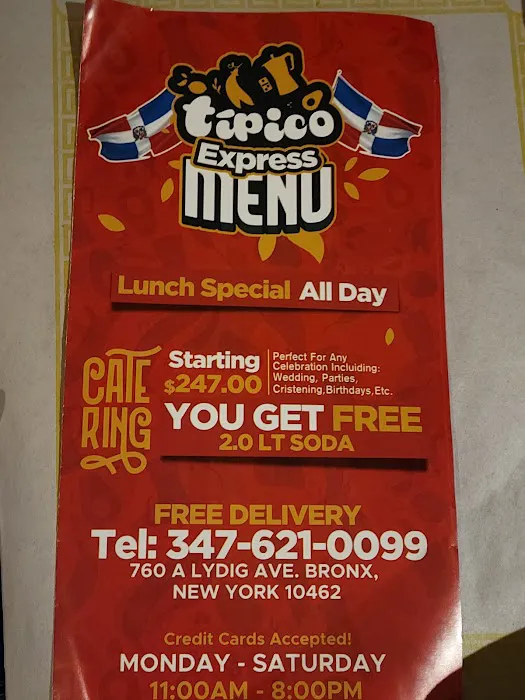 típico
Express
MENU
Lunch Special All Day
CATE
RING
Starting
$247.00
Perfect For Any
Celebration Incluiding:
Wedding, Parties,
Cristening,Birthdays,Etc.
YOU GET FREE
2.0 LT SODA
FREE DELIVERY
Tel: 347-621-0099
760 A LYDIG AVE. BRONX,
NEW YORK 10462
Credit Cards Accepted!
MONDAY - SATURDAY
11:00AM - 8:00PM